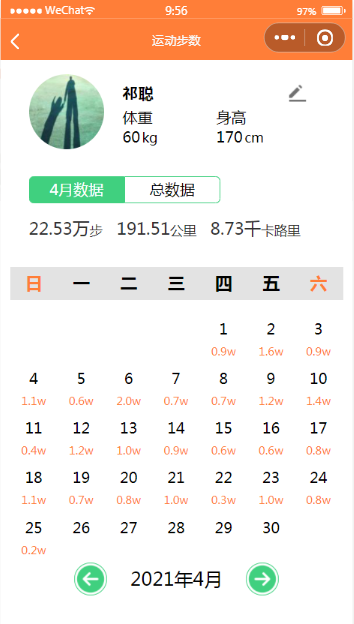 WeChat 9:56 97%
运动步数
祁聪
体重 身高
60kg 170cm
4月数据 总数据
22.53万步 191.51公里 8.73千卡路里
日 一 二 三 四 五 六
1 2 3
0.9w 1.6w 0.9w
4 5 6 7 8 9 10
1.1w 0.6w 2.0w 0.7w 0.7w 1.2w 1.4w
11 12 13 14 15 16 17
0.4w 1.2w 1.0w 0.9w 0.6w 0.6w 0.8w
18 19 20 21 22 23 24
1.1w 0.7w 0.8w 1.0w 0.3w 1.0w 0.8w
25 26 27 28 29 30
0.2w
2021年4月